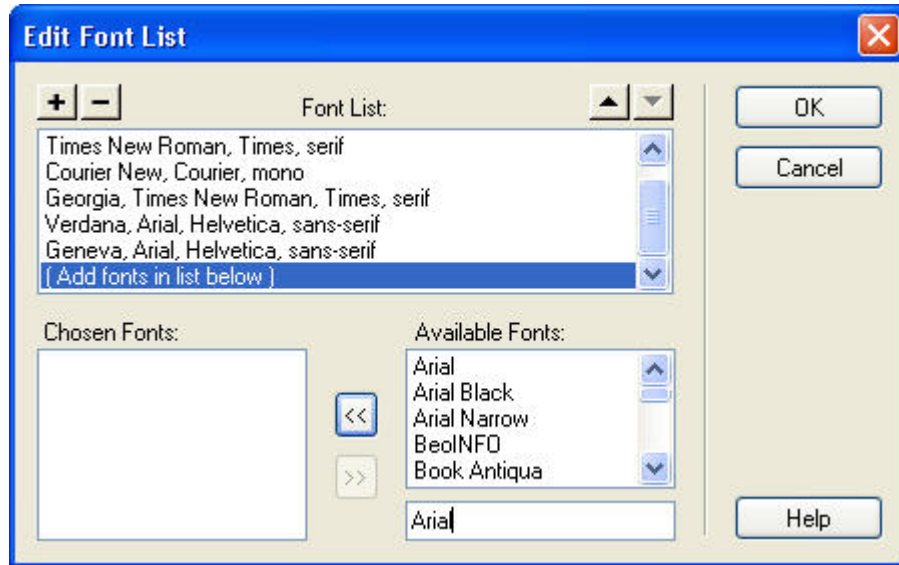 Edit Font List
+ - Font List:
Times New Roman, Times, serif
Courier New, Courier, mono
Georgia, Times New Roman, Times, serif
Verdana, Arial, Helvetica, sans-serif
Geneva, Arial, Helvetica, sans-serif
( Add fonts in list below )
OK
Cancel
Chosen Fonts:
<<
>>
Available Fonts:
Arial
Arial Black
Arial Narrow
BeoINFO
Book Antiqua
Arial
Help